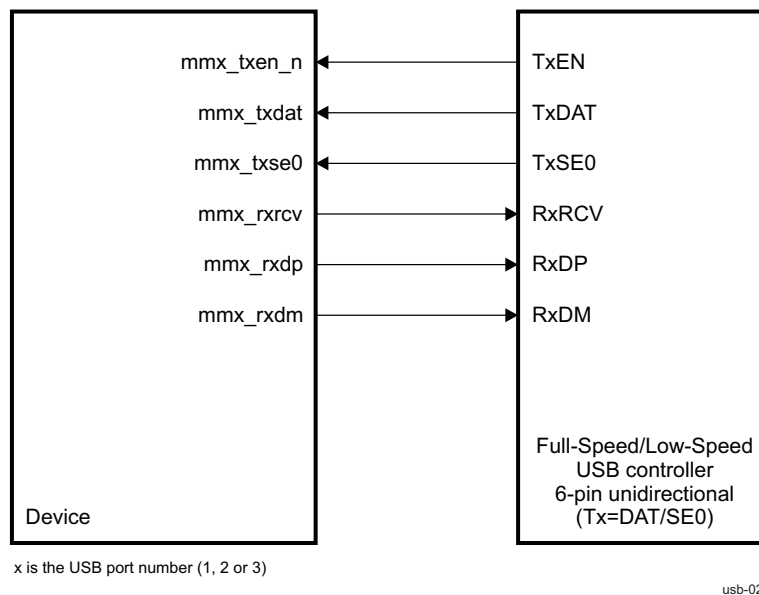 mmx_txen_n TxEN
mmx_txdat TxDAT
mmx_txse0 TxSE0
mmx_rxrcv RxRCV
mmx_rxdp RxDP
mmx_rxdm RxDM
Full-Speed/Low-Speed
USB controller
6-pin unidirectional
(Tx=DAT/SE0)
Device
x is the USB port number (1, 2 or 3)